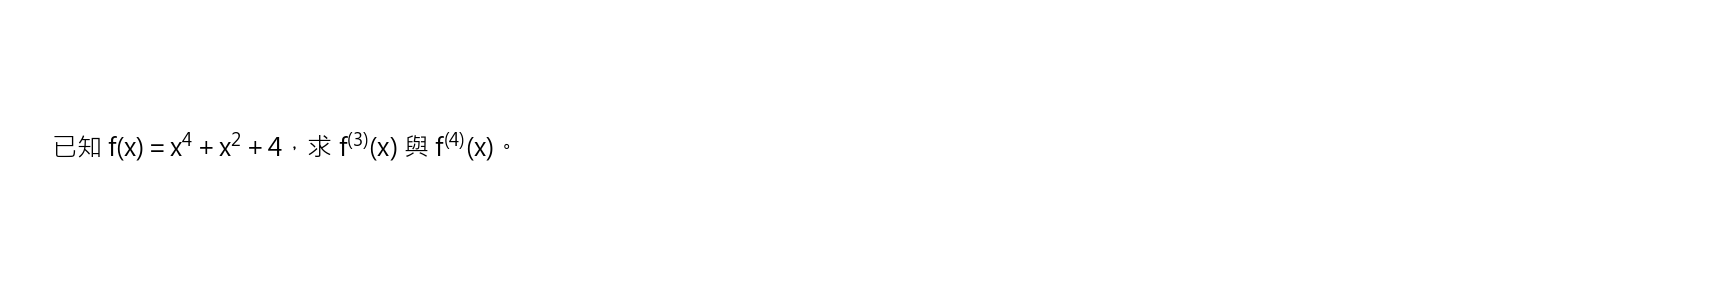 已知 f(x) = x⁴ + x² + 4，求 f⁽³⁾(x) 與 f⁽⁴⁾(x)。